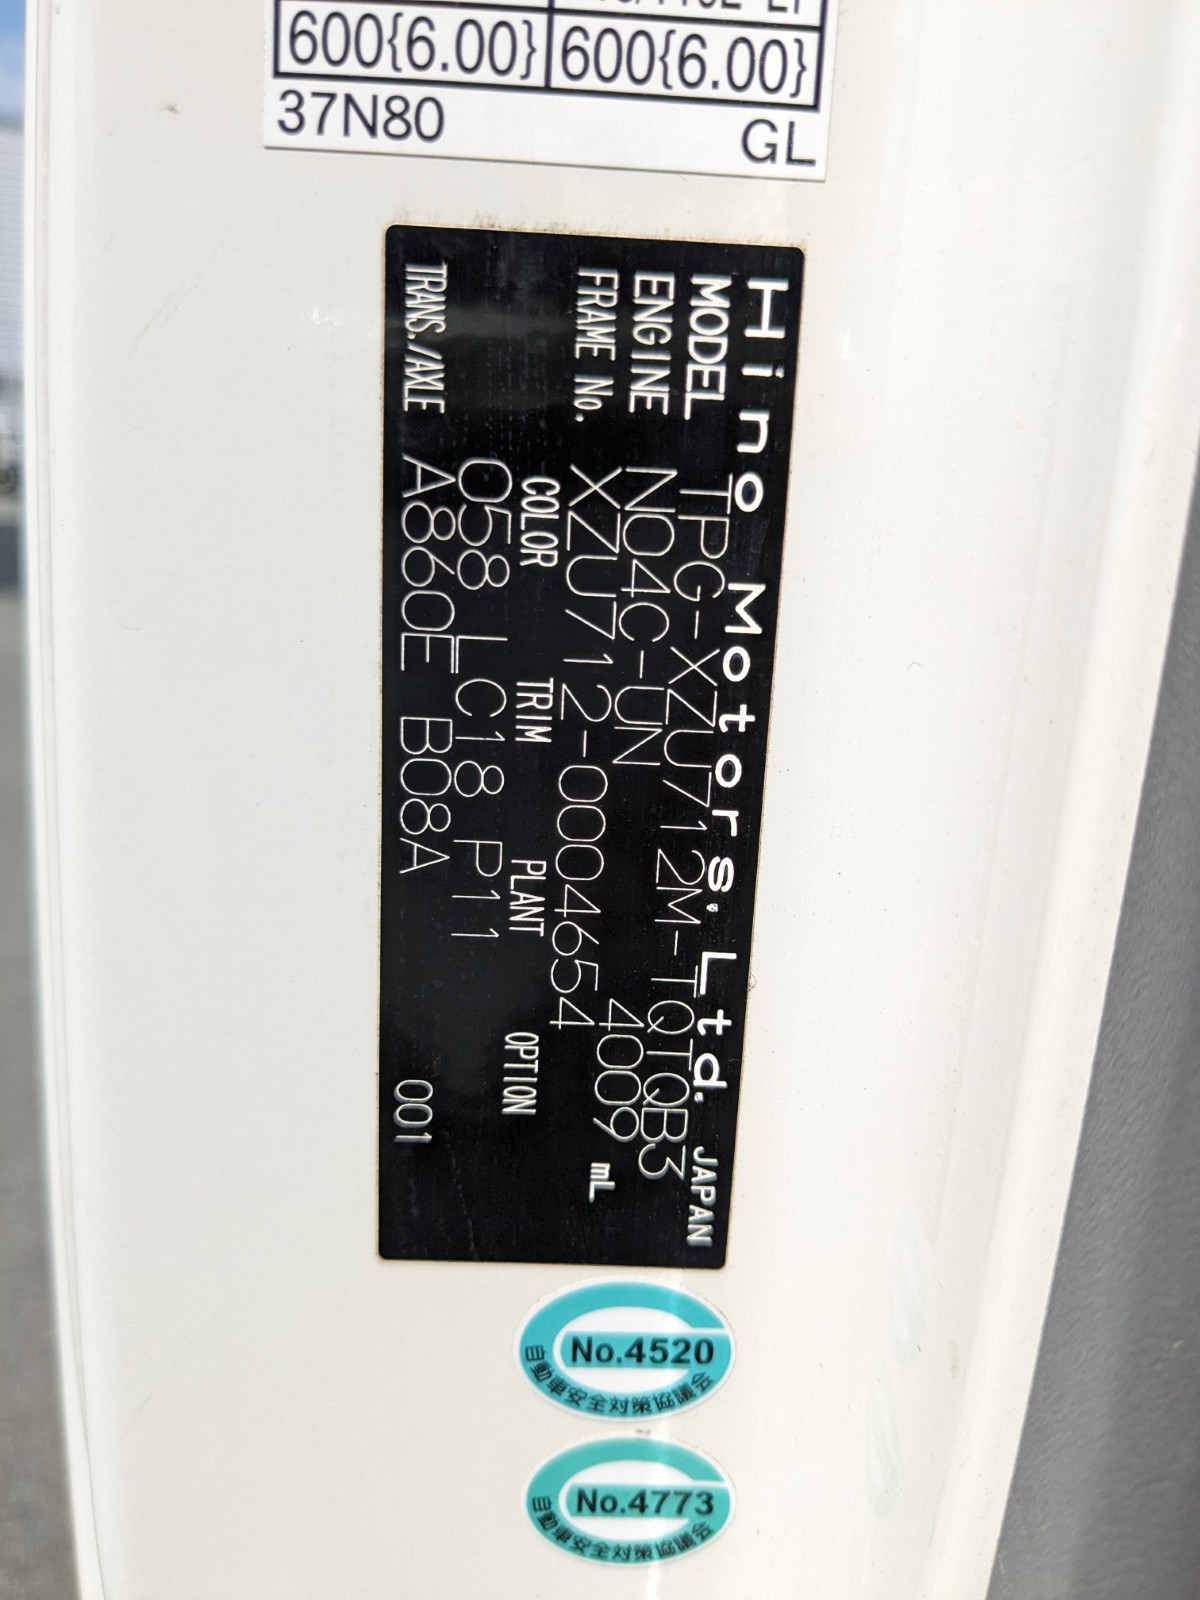 600{6.00} 600{6.00}
37N80 GL
Hino Motors, Ltd. JAPAN
MODEL TPG-XZU712M-TQTQB3
ENGINE N04C-UN 4009 mL
FRAME No. XZU712-0004654
COLOR TRIM PLANT OPTION
058 LC18 P11
TRANS./AXLE A860E B08A 001
No.4520
自動車安全対策協議会
No.4773
自動車安全対策協議会